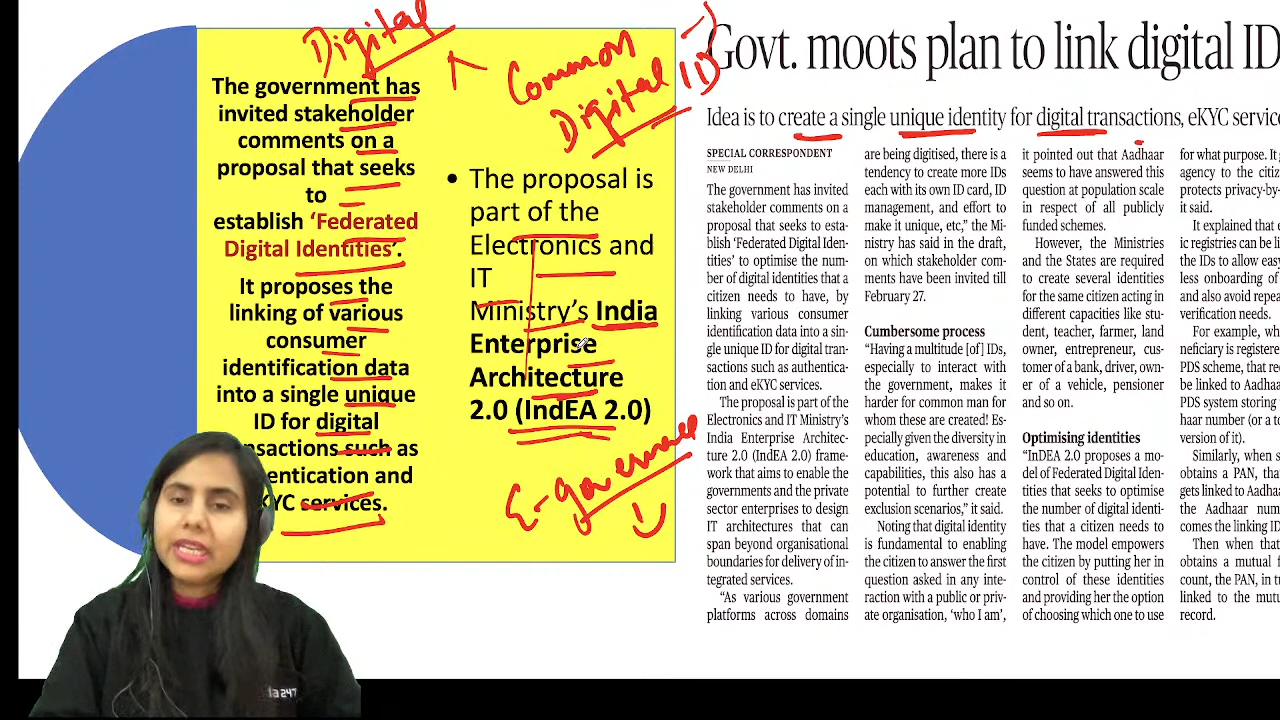 Digital
Common
Digital ID
The government has
invited stakeholder
comments on a
proposal that seeks
to
establish ‘Federated
Digital Identities’.
It proposes the
linking of various
consumer
identification data
into a single unique
ID for digital
nsactions such as
entication and
KYC services.
• The proposal is
part of the
Electronics and
IT
Ministry’s India
Enterprise
Architecture
2.0 (IndEA 2.0)
E-governance
Govt. moots plan to link digital ID
Idea is to create a single unique identity for digital transactions, eKYC service
SPECIAL CORRESPONDENT
NEW DELHI
The government has invited
stakeholder comments on a
proposal that seeks to esta-
blish ‘Federated Digital Iden-
tities’ to optimise the num-
ber of digital identities that a
citizen needs to have, by
linking various consumer
identification data into a sin-
gle unique ID for digital tran-
sactions such as authentica-
tion and eKYC services.
The proposal is part of the
Electronics and IT Ministry’s
India Enterprise Architec-
ture 2.0 (IndEA 2.0) frame-
work that aims to enable the
governments and the private
sector enterprises to design
IT architectures that can
span beyond organisational
boundaries for delivery of in-
tegrated services.
“As various government
platforms across domains
are being digitised, there is a
tendency to create more IDs
each with its own ID card, ID
management, and effort to
make it unique, etc,” the Mi-
nistry has said in the draft,
on which stakeholder com-
ments have been invited till
February 27.
Cumbersome process
“Having a multitude [of] IDs,
especially to interact with
the government, makes it
harder for common man for
whom these are created! Es-
pecially given the diversity in
education, awareness and
capabilities, this also has a
potential to further create
exclusion scenarios,” it said.
Noting that digital identity
is fundamental to enabling
the citizen to answer the first
question asked in any inte-
raction with a public or priv-
ate organisation, ‘who I am’,
it pointed out that Aadhaar
seems to have answered this
question at population scale
in respect of all publicly
funded schemes.
However, the Ministries
and the States are required
to create several identities
for the same citizen acting in
different capacities like stu-
dent, teacher, farmer, land
owner, entrepreneur, cus-
tomer of a bank, driver, own-
er of a vehicle, pensioner
and so on.
Optimising identities
“InDEA 2.0 proposes a mo-
del of Federated Digital Iden-
tities that seeks to optimise
the number of digital identi-
ties that a citizen needs to
have. The model empowers
the citizen by putting her in
control of these identities
and providing her the option
of choosing which one to use
for what purpose. It
agency to the citize
protects privacy-by
it said.
It explained that e
ic registries can be li
the IDs to allow easy
less onboarding of
and also avoid repea
verification needs.
For example, wh
neficiary is registere
PDS scheme, that rec
be linked to Aadhaa
PDS system storing
haar number (or a to
version of it).
Similarly, when s
obtains a PAN, tha
gets linked to Aadha
the Aadhaar num
comes the linking ID
Then when that
obtains a mutual f
count, the PAN, in tu
linked to the mutu
record.